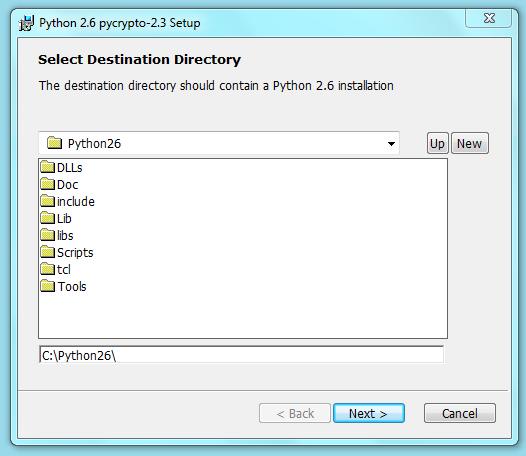 Python 2.6 pycrypto-2.3 Setup
Select Destination Directory
The destination directory should contain a Python 2.6 installation
Python26
Up New
DLLs
Doc
include
Lib
libs
Scripts
tcl
Tools
C:\Python26\
< Back Next > Cancel